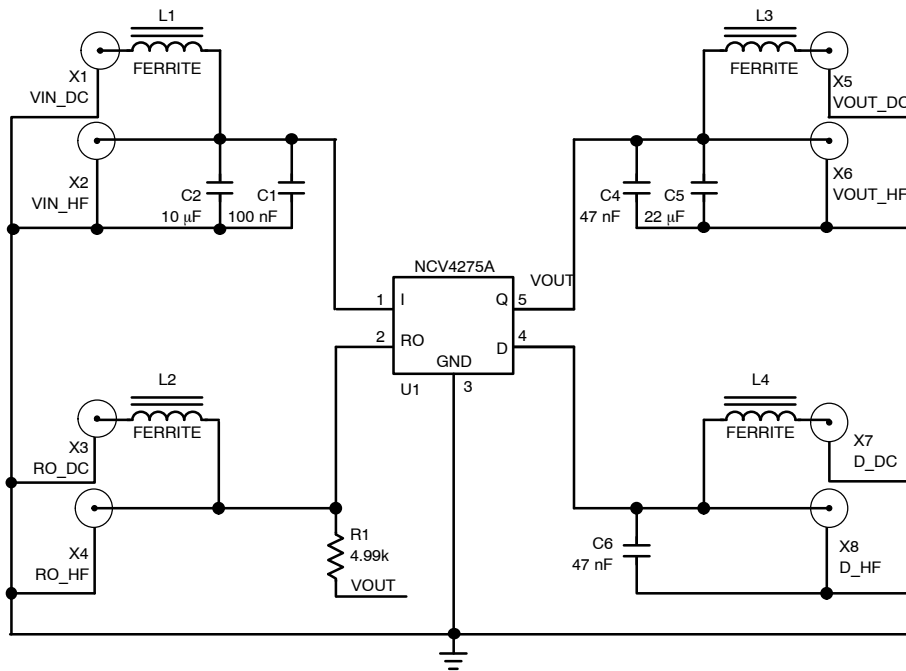 L1
FERRITE
X1
VIN_DC
X2
VIN_HF
C2
10 μF
C1
100 nF
L3
FERRITE
X5
VOUT_DC
X6
VOUT_HF
C4
47 nF
C5
22 μF
NCV4275A
VOUT
1
I
Q
5
2
RO
D
4
GND
U1
3
L2
FERRITE
X3
RO_DC
X4
RO_HF
R1
4.99k
VOUT
L4
FERRITE
X7
D_DC
C6
47 nF
X8
D_HF